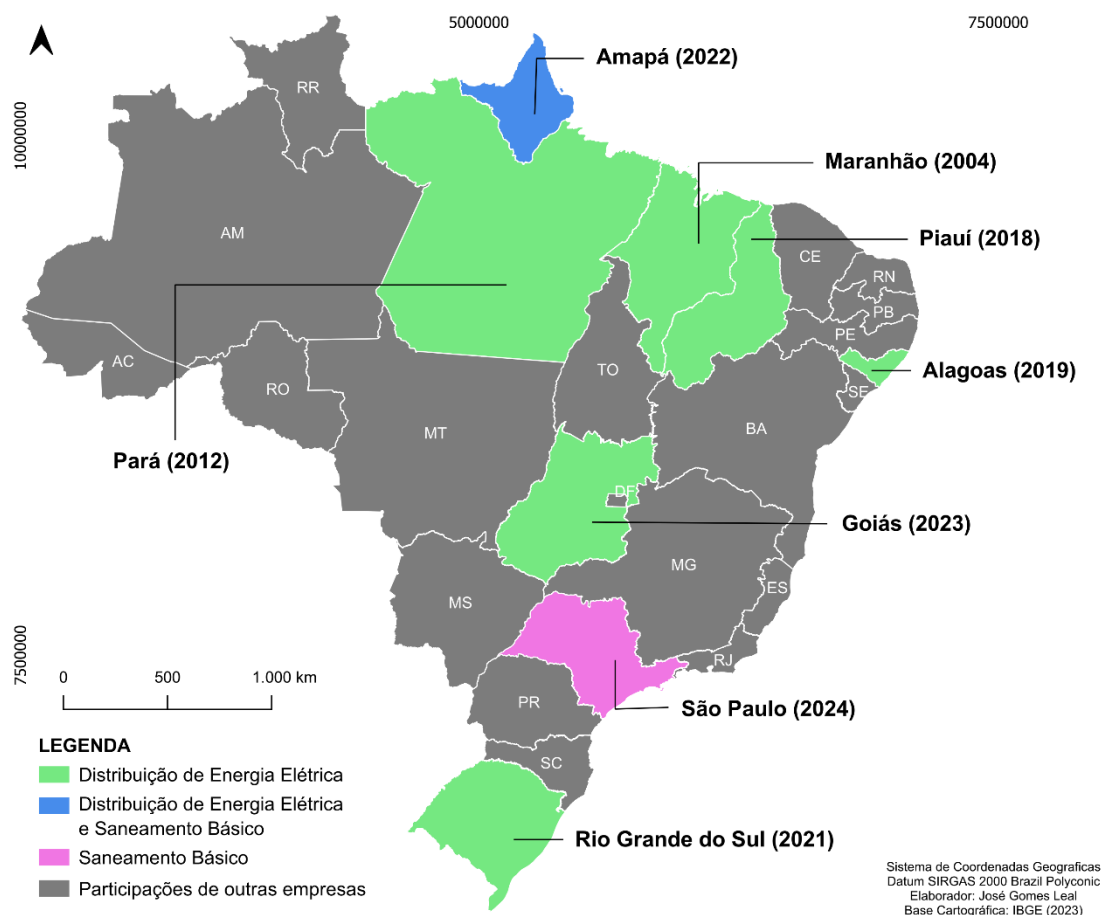 5000000
7500000
10000000
7500000
Amapá (2022)
RR
Maranhão (2004)
AM
Piauí (2018)
CE
RN
PB
PE
AC
TO
Alagoas (2019)
SE
RO
MT
BA
Pará (2012)
DF
Goiás (2023)
MG
ES
MS
RJ
0 500 1.000 km
PR
São Paulo (2024)
SC
LEGENDA
Distribuição de Energia Elétrica
Distribuição de Energia Elétrica
e Saneamento Básico
Saneamento Básico
Participações de outras empresas
Rio Grande do Sul (2021)
Sistema de Coordenadas Geograficas
Datum SIRGAS 2000 Brazil Polyconic
Elaborador: José Gomes Leal
Base Cartográfica: IBGE (2023)